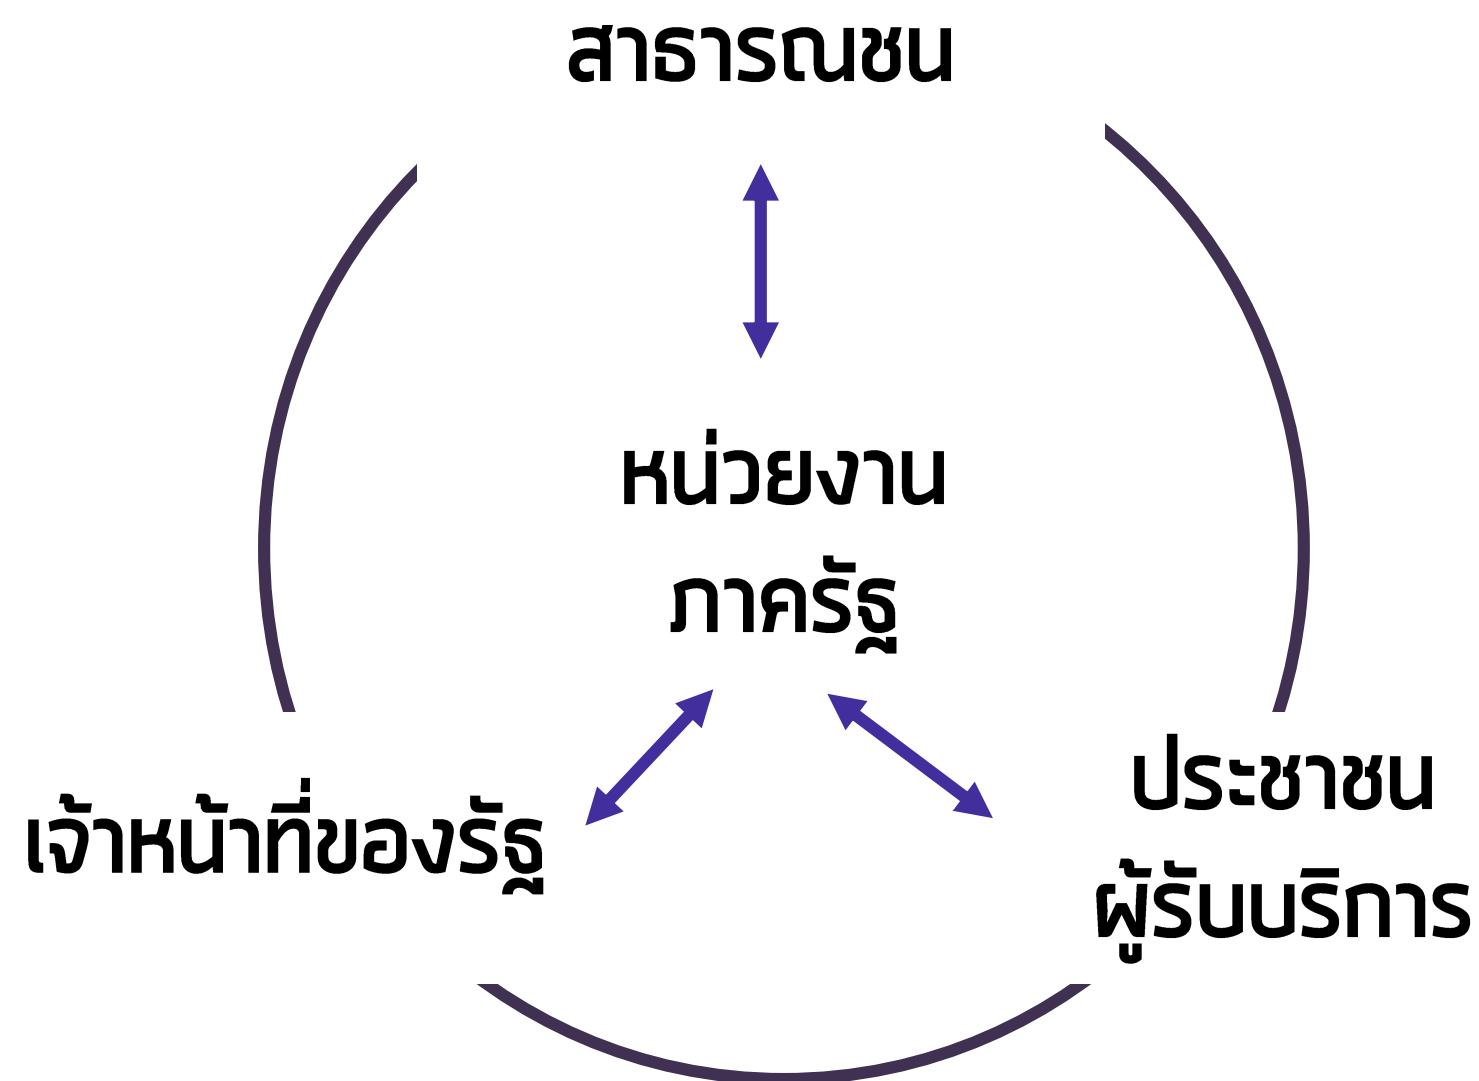 สาธารณชน
หน่วยงาน
ภาครัฐ
เจ้าหน้าที่ของรัฐ
ประชาชน
ผู้รับบริการ